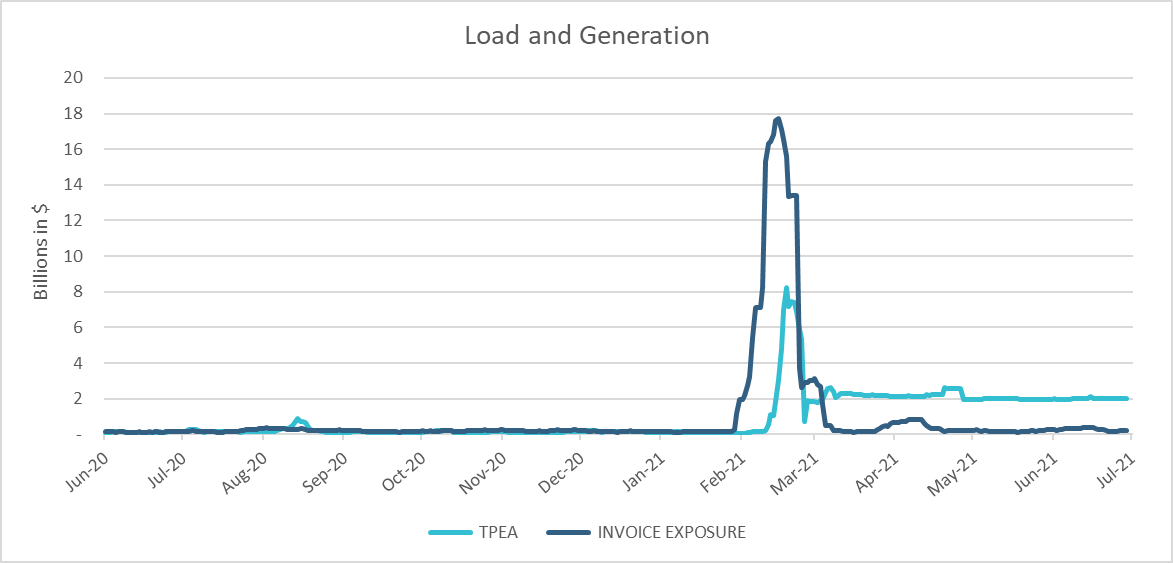 Load and Generation
Billions in $
20
18
16
14
12
10
8
6
4
2
-
Jun-20
Jul-20
Aug-20
Sep-20
Oct-20
Nov-20
Dec-20
Jan-21
Feb-21
Mar-21
Apr-21
May-21
Jun-21
Jul-21
TPEA
INVOICE EXPOSURE